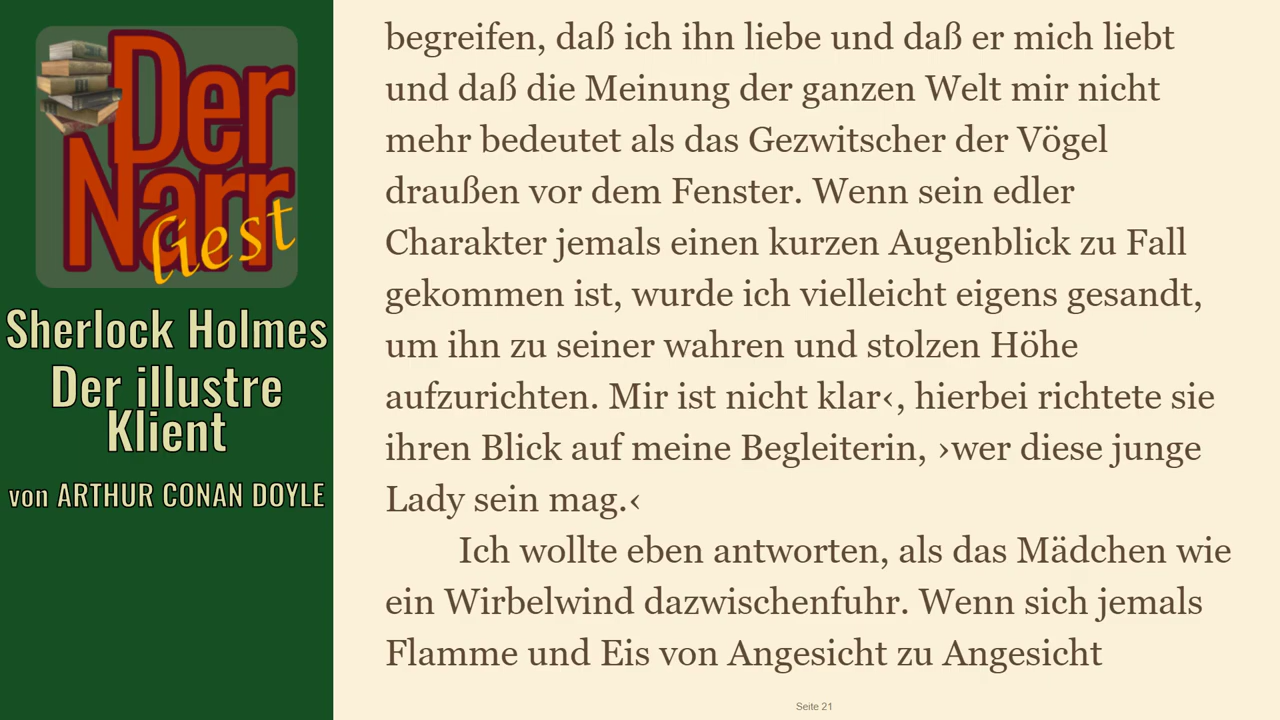 Der
Narr
liest
Sherlock Holmes
Der illustre
Klient
von ARTHUR CONAN DOYLE
begreifen, daß ich ihn liebe und daß er mich liebt
und daß die Meinung der ganzen Welt mir nicht
mehr bedeutet als das Gezwitscher der Vögel
draußen vor dem Fenster. Wenn sein edler
Charakter jemals einen kurzen Augenblick zu Fall
gekommen ist, wurde ich vielleicht eigens gesandt,
um ihn zu seiner wahren und stolzen Höhe
aufzurichten. Mir ist nicht klar‹, hierbei richtete sie
ihren Blick auf meine Begleiterin, ›wer diese junge
Lady sein mag.‹
Ich wollte eben antworten, als das Mädchen wie
ein Wirbelwind dazwischenfuhr. Wenn sich jemals
Flamme und Eis von Angesicht zu Angesicht
Seite 21